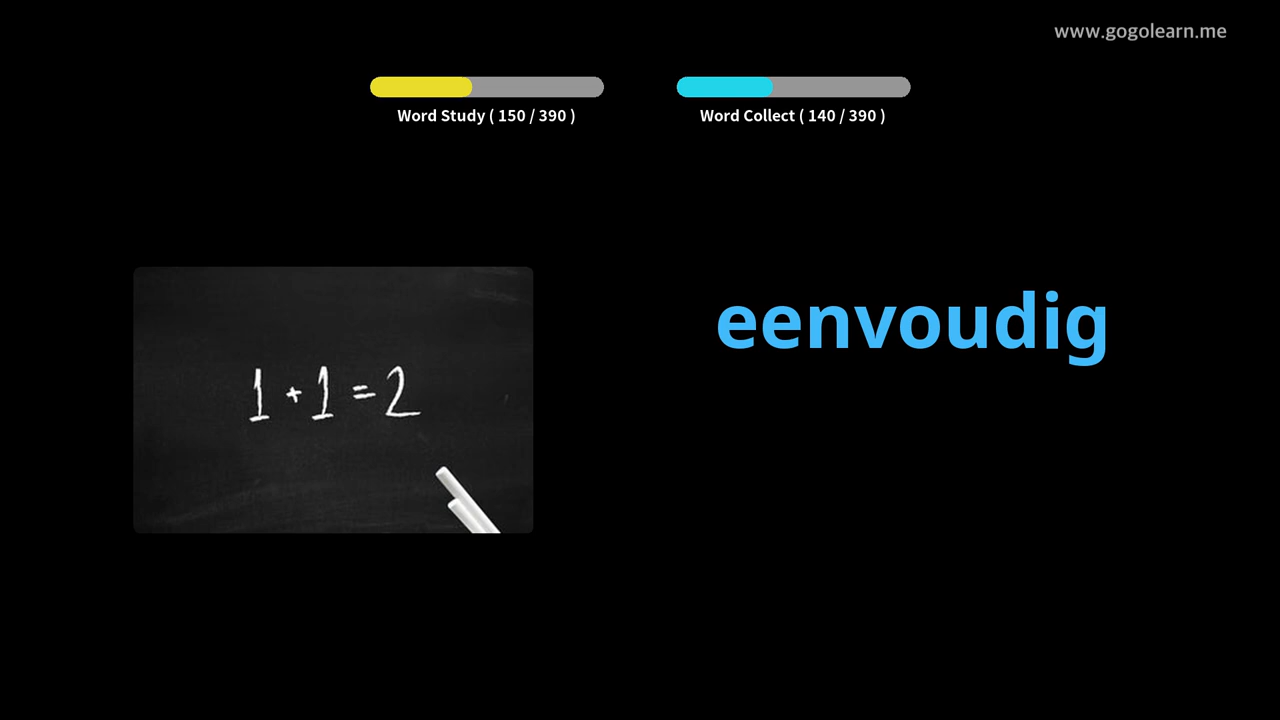 www.gogolearn.me
Word Study ( 150 / 390 )
Word Collect ( 140 / 390 )
eenvoudig
1 + 1 = 2